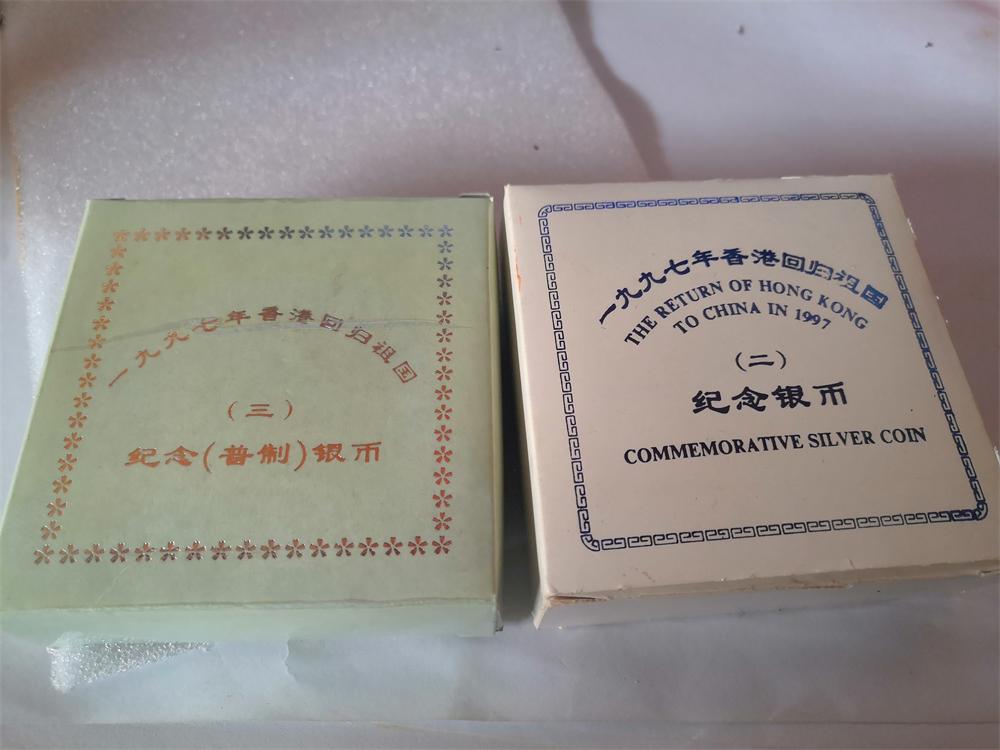 一九九七年香港回归祖国
（三）
纪念（普制）银币
一九九七年香港回归祖国
THE RETURN OF HONG KONG
TO CHINA IN 1997
（二）
纪念银币
COMMEMORATIVE SILVER COIN